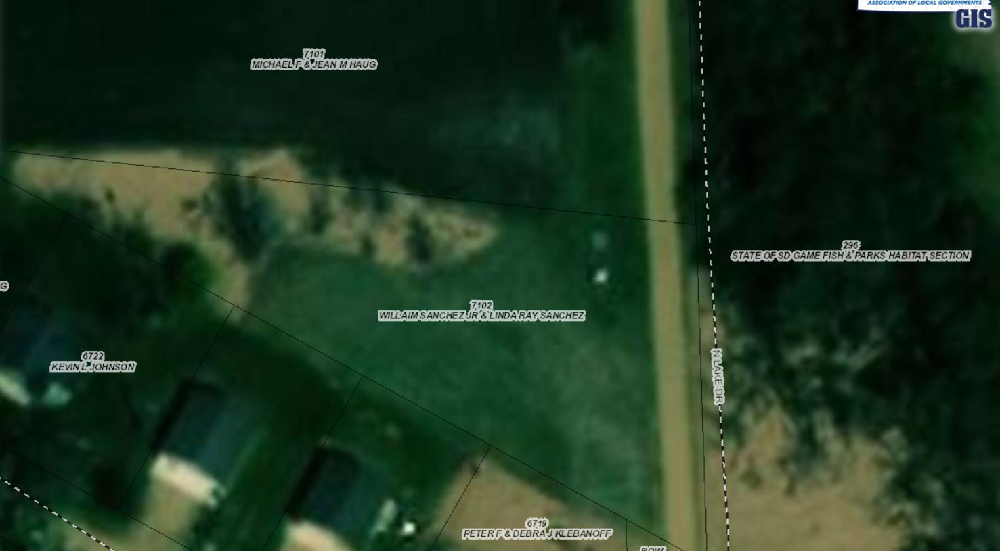 ASSOCIATION OF LOCAL GOVERNMENTS
GIS
7101
MICHAEL F & JEAN M HAUG
296
STATE OF SD GAME FISH & PARKS HABITAT SECTION
G
7102
WILLAIM SANCHEZ JR & LINDA RAY SANCHEZ
6722
KEVIN L JOHNSON
N LAKE DR
6719
PETER F & DEBRA J KLEBANOFF
ROW